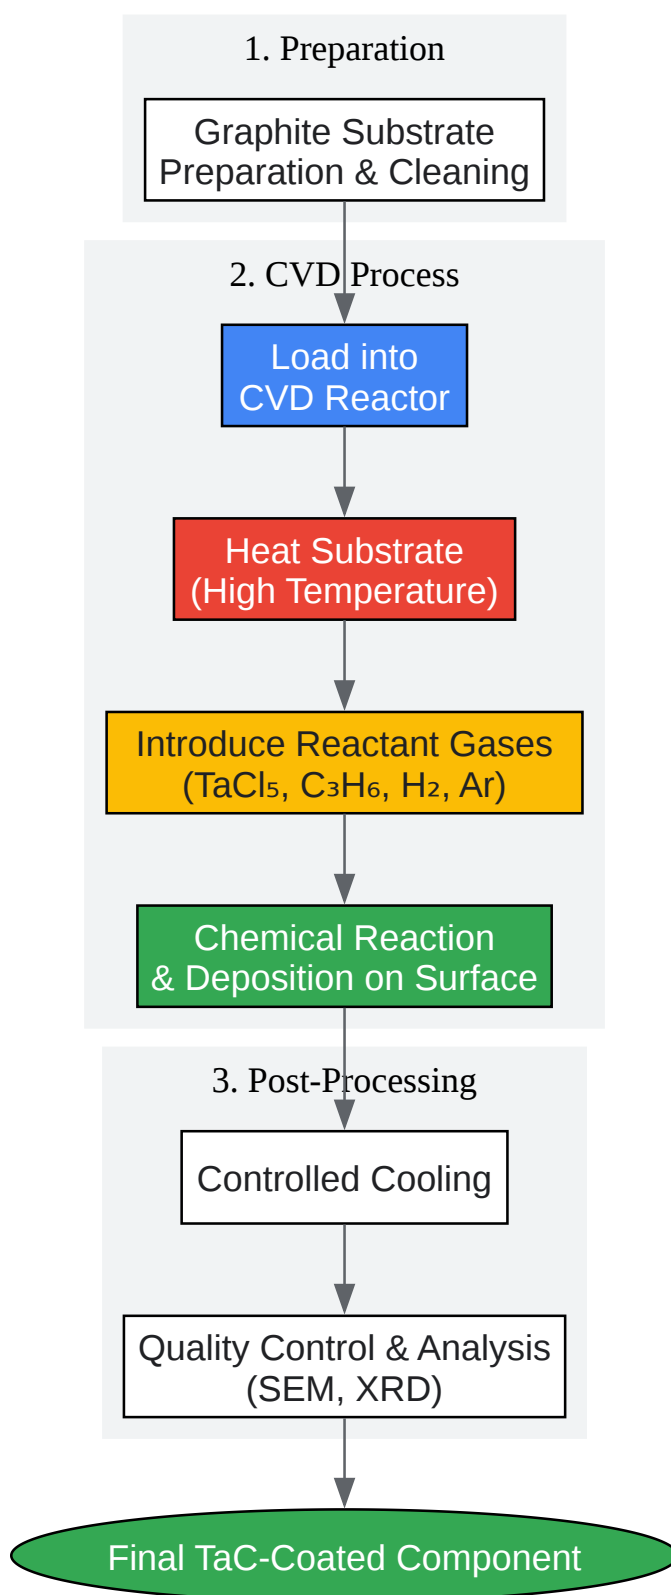 1. Preparation
Graphite Substrate
Preparation & Cleaning
2. CVD Process
Load into
CVD Reactor
Heat Substrate
(High Temperature)
Introduce Reactant Gases
(TaCl₅, C₃H₆, H₂, Ar)
Chemical Reaction
& Deposition on Surface
3. Post-Processing
Controlled Cooling
Quality Control & Analysis
(SEM, XRD)
Final TaC-Coated Component